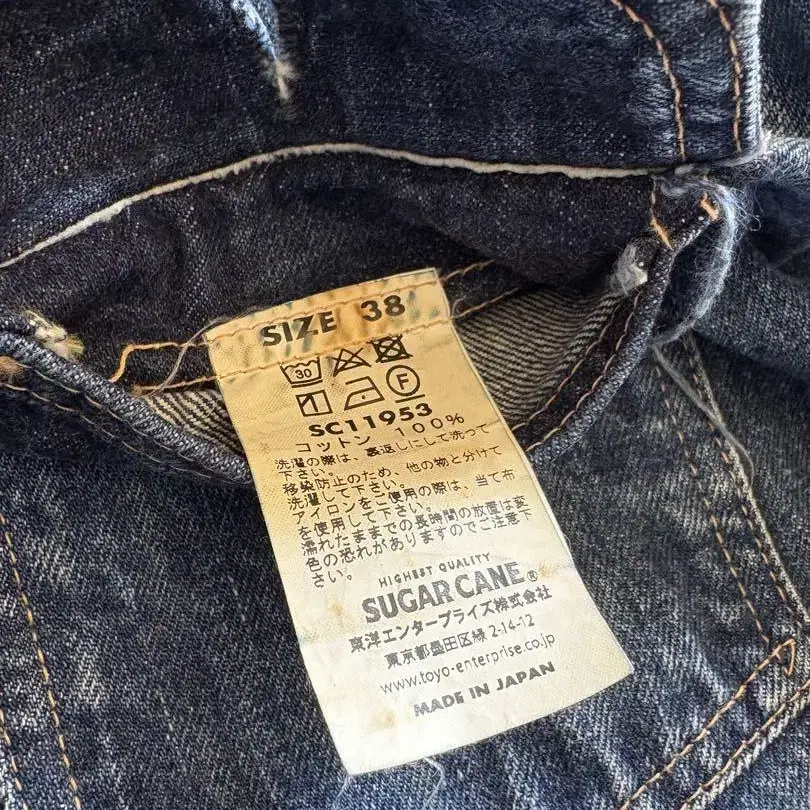 SIZE 38
30
F
SC11953
コットン 100%
洗濯の際は、裏返しにして洗って
下さい。
移染防止のため、他の物と分けて
洗濯して下さい。
アイロンをご使用の際は、当て布
を使用して下さい。
濡れたままでの長時間の放置は変
色の恐れがありますのでご注意下
さい。
HIGHEST QUALITY
SUGAR CANE®
東洋エンタープライズ株式会社
東京都墨田区緑 2-14-12
www.toyo-enterprise.co.jp
MADE IN JAPAN